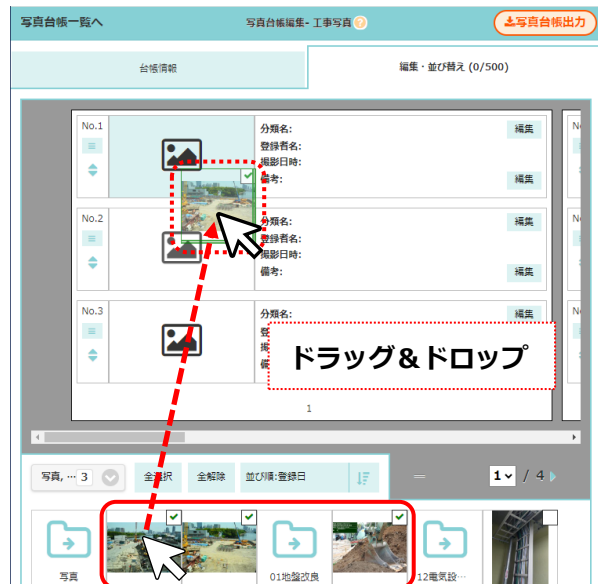 写真台帳一覧へ
写真台帳編集- 工事写真 ?
写真台帳出力
台帳情報
編集・並び替え (0/500)
No.1
分類名:
編集
登録者名:
撮影日時:
備考:
編集
No.2
分類名:
編集
登録者名:
撮影日時:
備考:
編集
No.3
分類名:
編集
ドラッグ＆ドロップ
1
写真, … 3
全選択
全解除
並び順:登録日
1 / 4
写真
01地盤改良
12電気設…